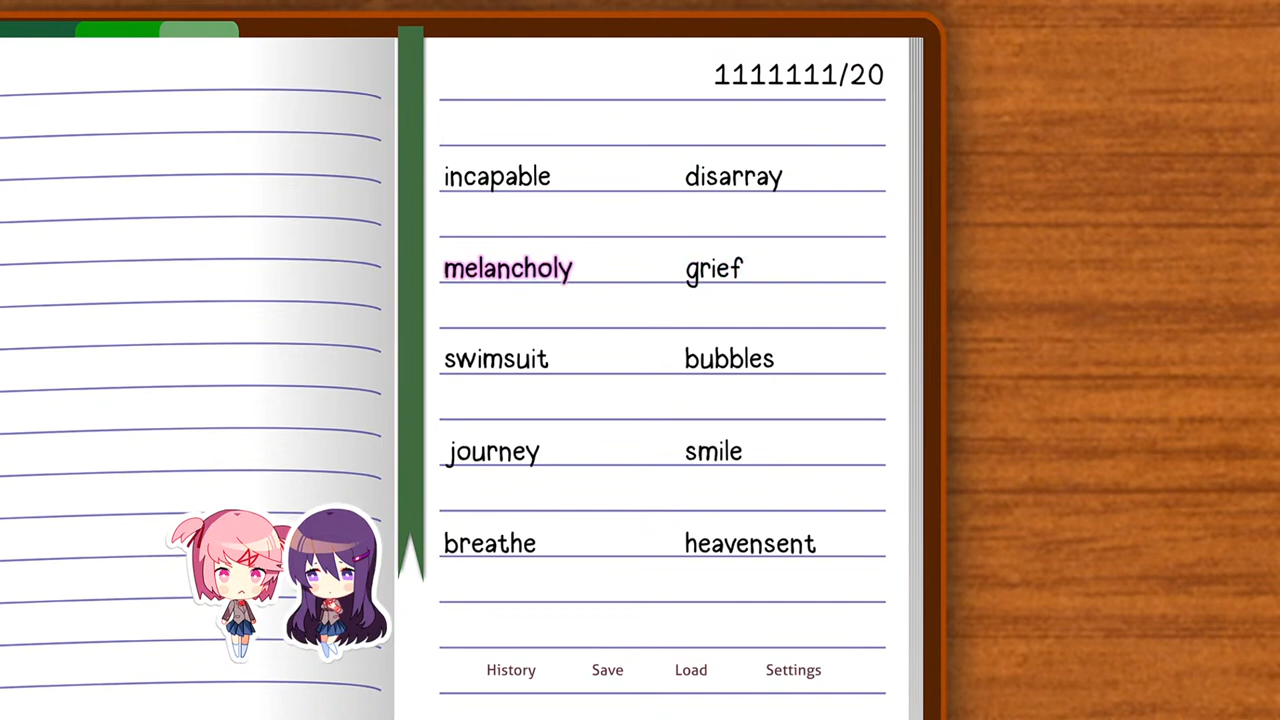 1111111/20
incapable disarray
melancholy grief
swimsuit bubbles
journey smile
breathe heavensent
History Save Load Settings